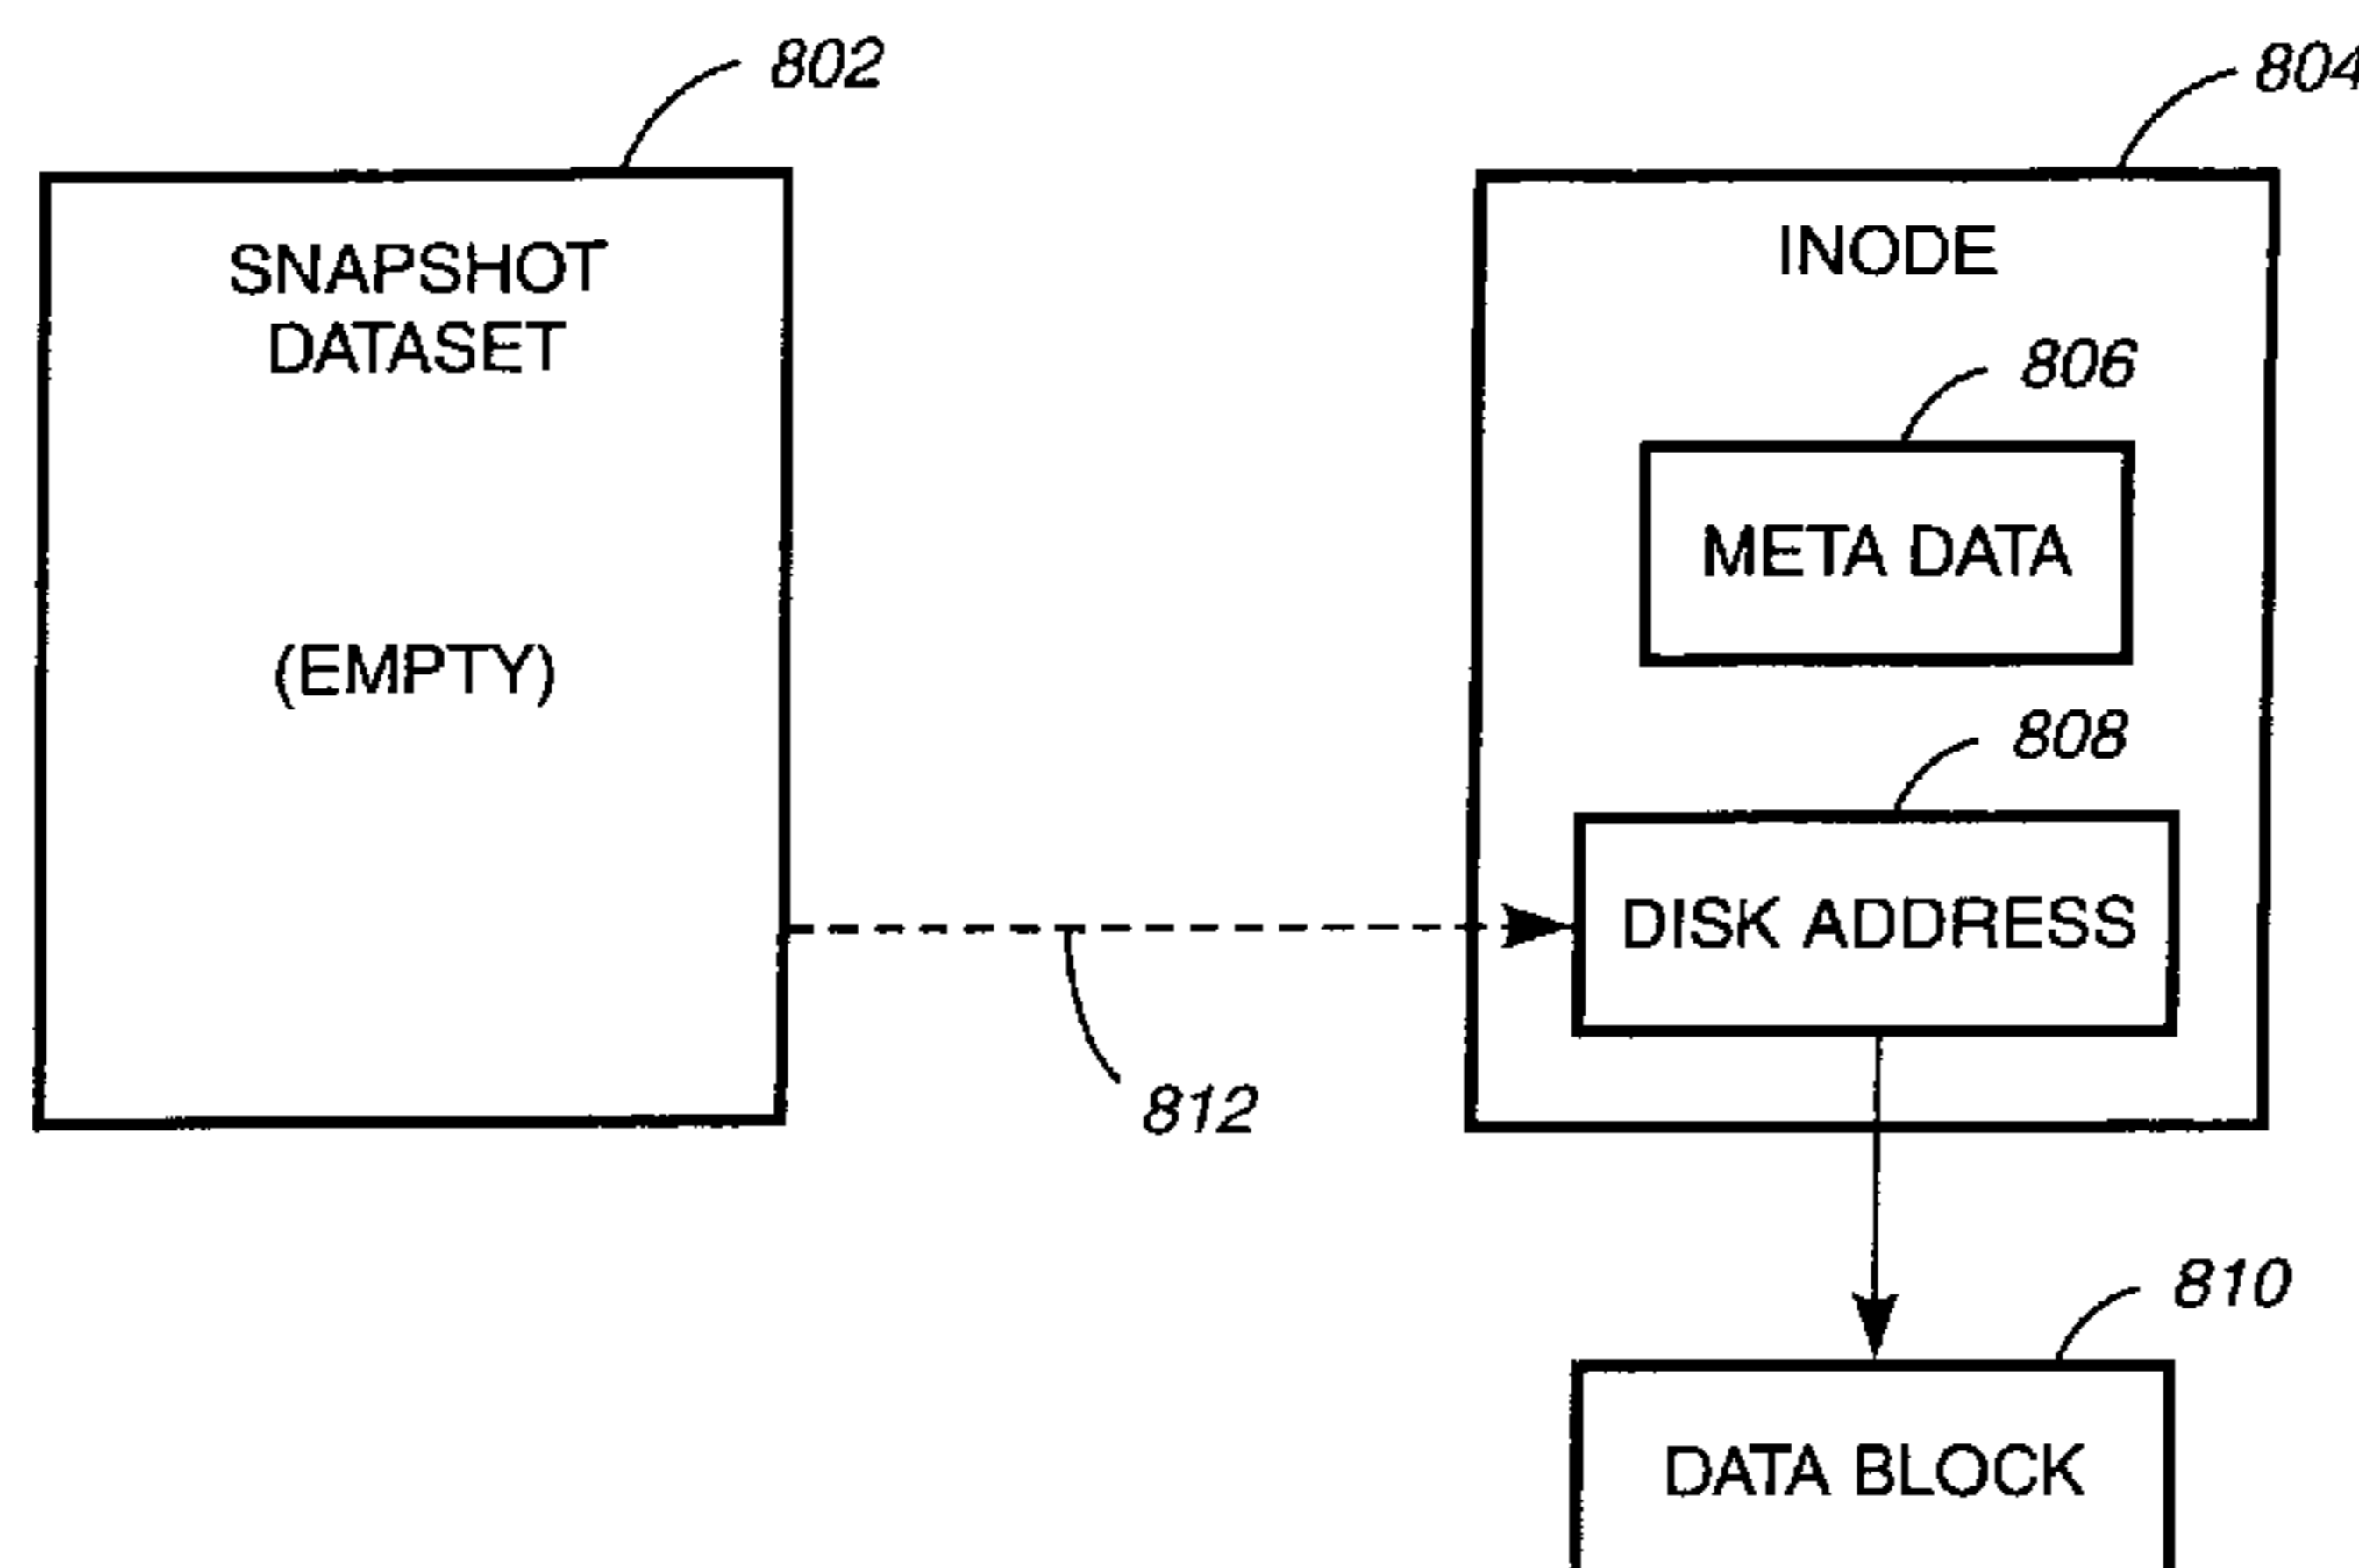 802
804
SNAPSHOT
DATASET
INODE
806
META DATA
(EMPTY)
808
DISK ADDRESS
812
810
DATA BLOCK